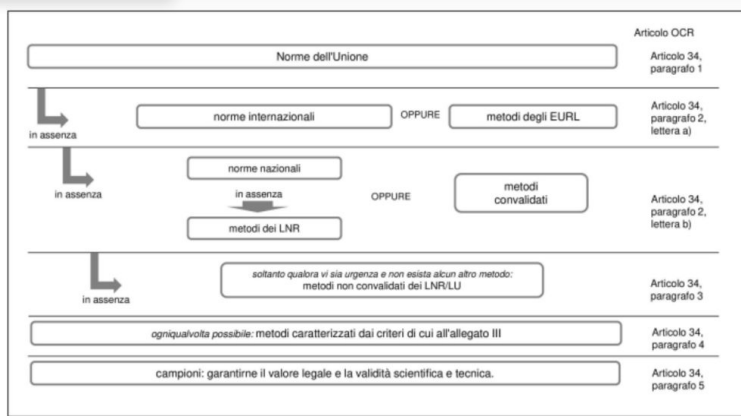 Articolo OCR
Norme dell'Unione
Articolo 34,
paragrafo 1
in assenza
norme internazionali
OPPURE
metodi degli EURL
Articolo 34,
paragrafo 2,
lettera a)
in assenza
norme nazionali
in assenza
metodi dei LNR
OPPURE
metodi
convalidati
Articolo 34,
paragrafo 2,
lettera b)
in assenza
soltanto qualora vi sia urgenza e non esista alcun altro metodo:
metodi non convalidati dei LNR/LU
Articolo 34,
paragrafo 3
ogniqualvolta possibile: metodi caratterizzati dai criteri di cui all'allegato III
Articolo 34,
paragrafo 4
campioni: garantirne il valore legale e la validità scientifica e tecnica.
Articolo 34,
paragrafo 5